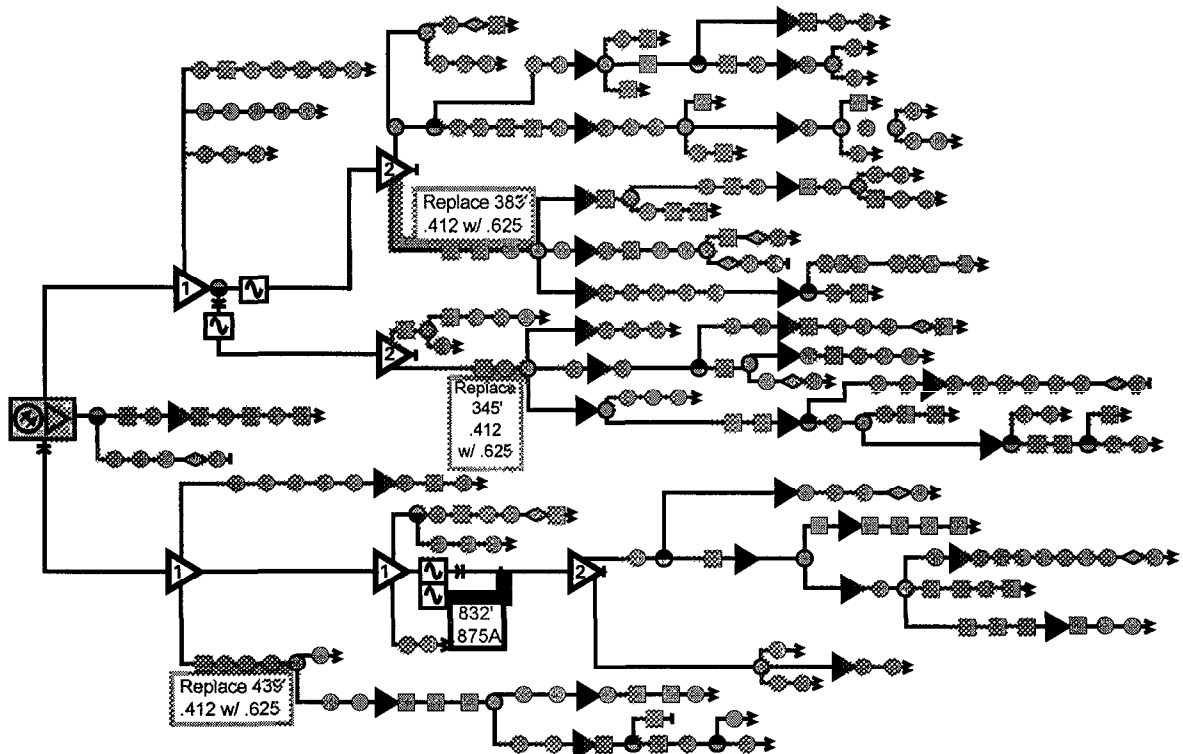 2
Replace 383'
.412 w/ .625
1
2
Replace
345'
.412
w/ .625
1
1
2
832'
875A
Replace 439'
.412 w/ .625